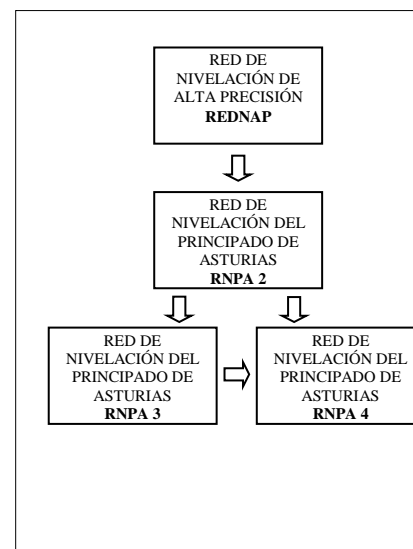 RED DE
NIVELACIÓN DE
ALTA PRECISIÓN
REDNAP
RED DE
NIVELACIÓN DEL
PRINCIPADO DE
ASTURIAS
RNPA 2
RED DE
NIVELACIÓN DEL
PRINCIPADO DE
ASTURIAS
RNPA 3
RED DE
NIVELACIÓN DEL
PRINCIPADO DE
ASTURIAS
RNPA 4